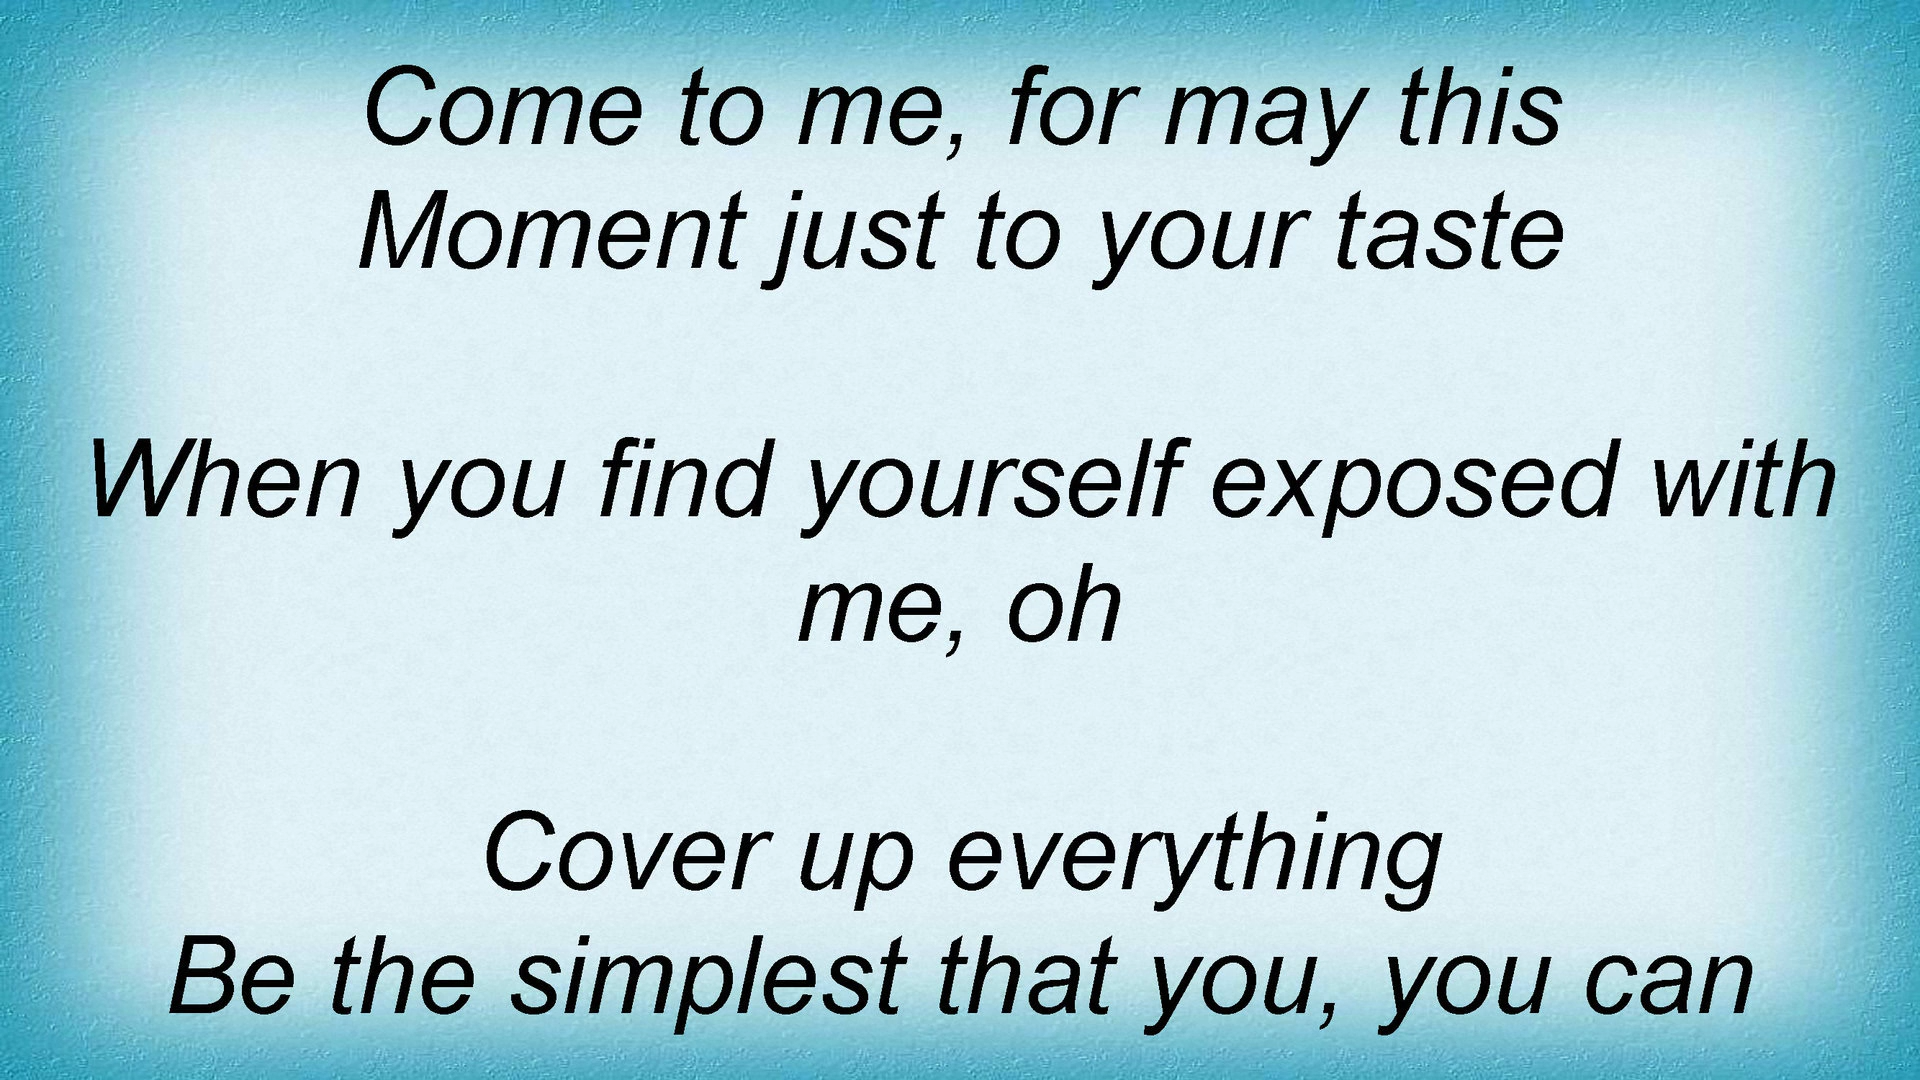 Come to me, for may this
Moment just to your taste
When you find yourself exposed with
me, oh
Cover up everything
Be the simplest that you, you can